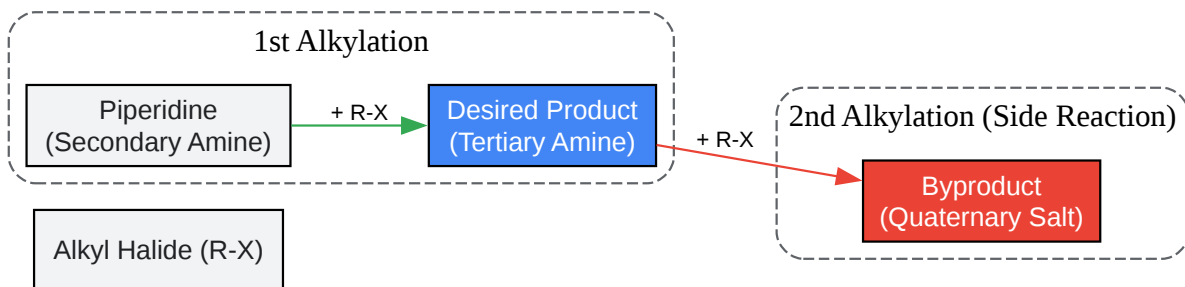 1st Alkylation
Piperidine
(Secondary Amine)
+ R-X
Desired Product
(Tertiary Amine)
+ R-X
2nd Alkylation (Side Reaction)
Byproduct
(Quaternary Salt)
Alkyl Halide (R-X)